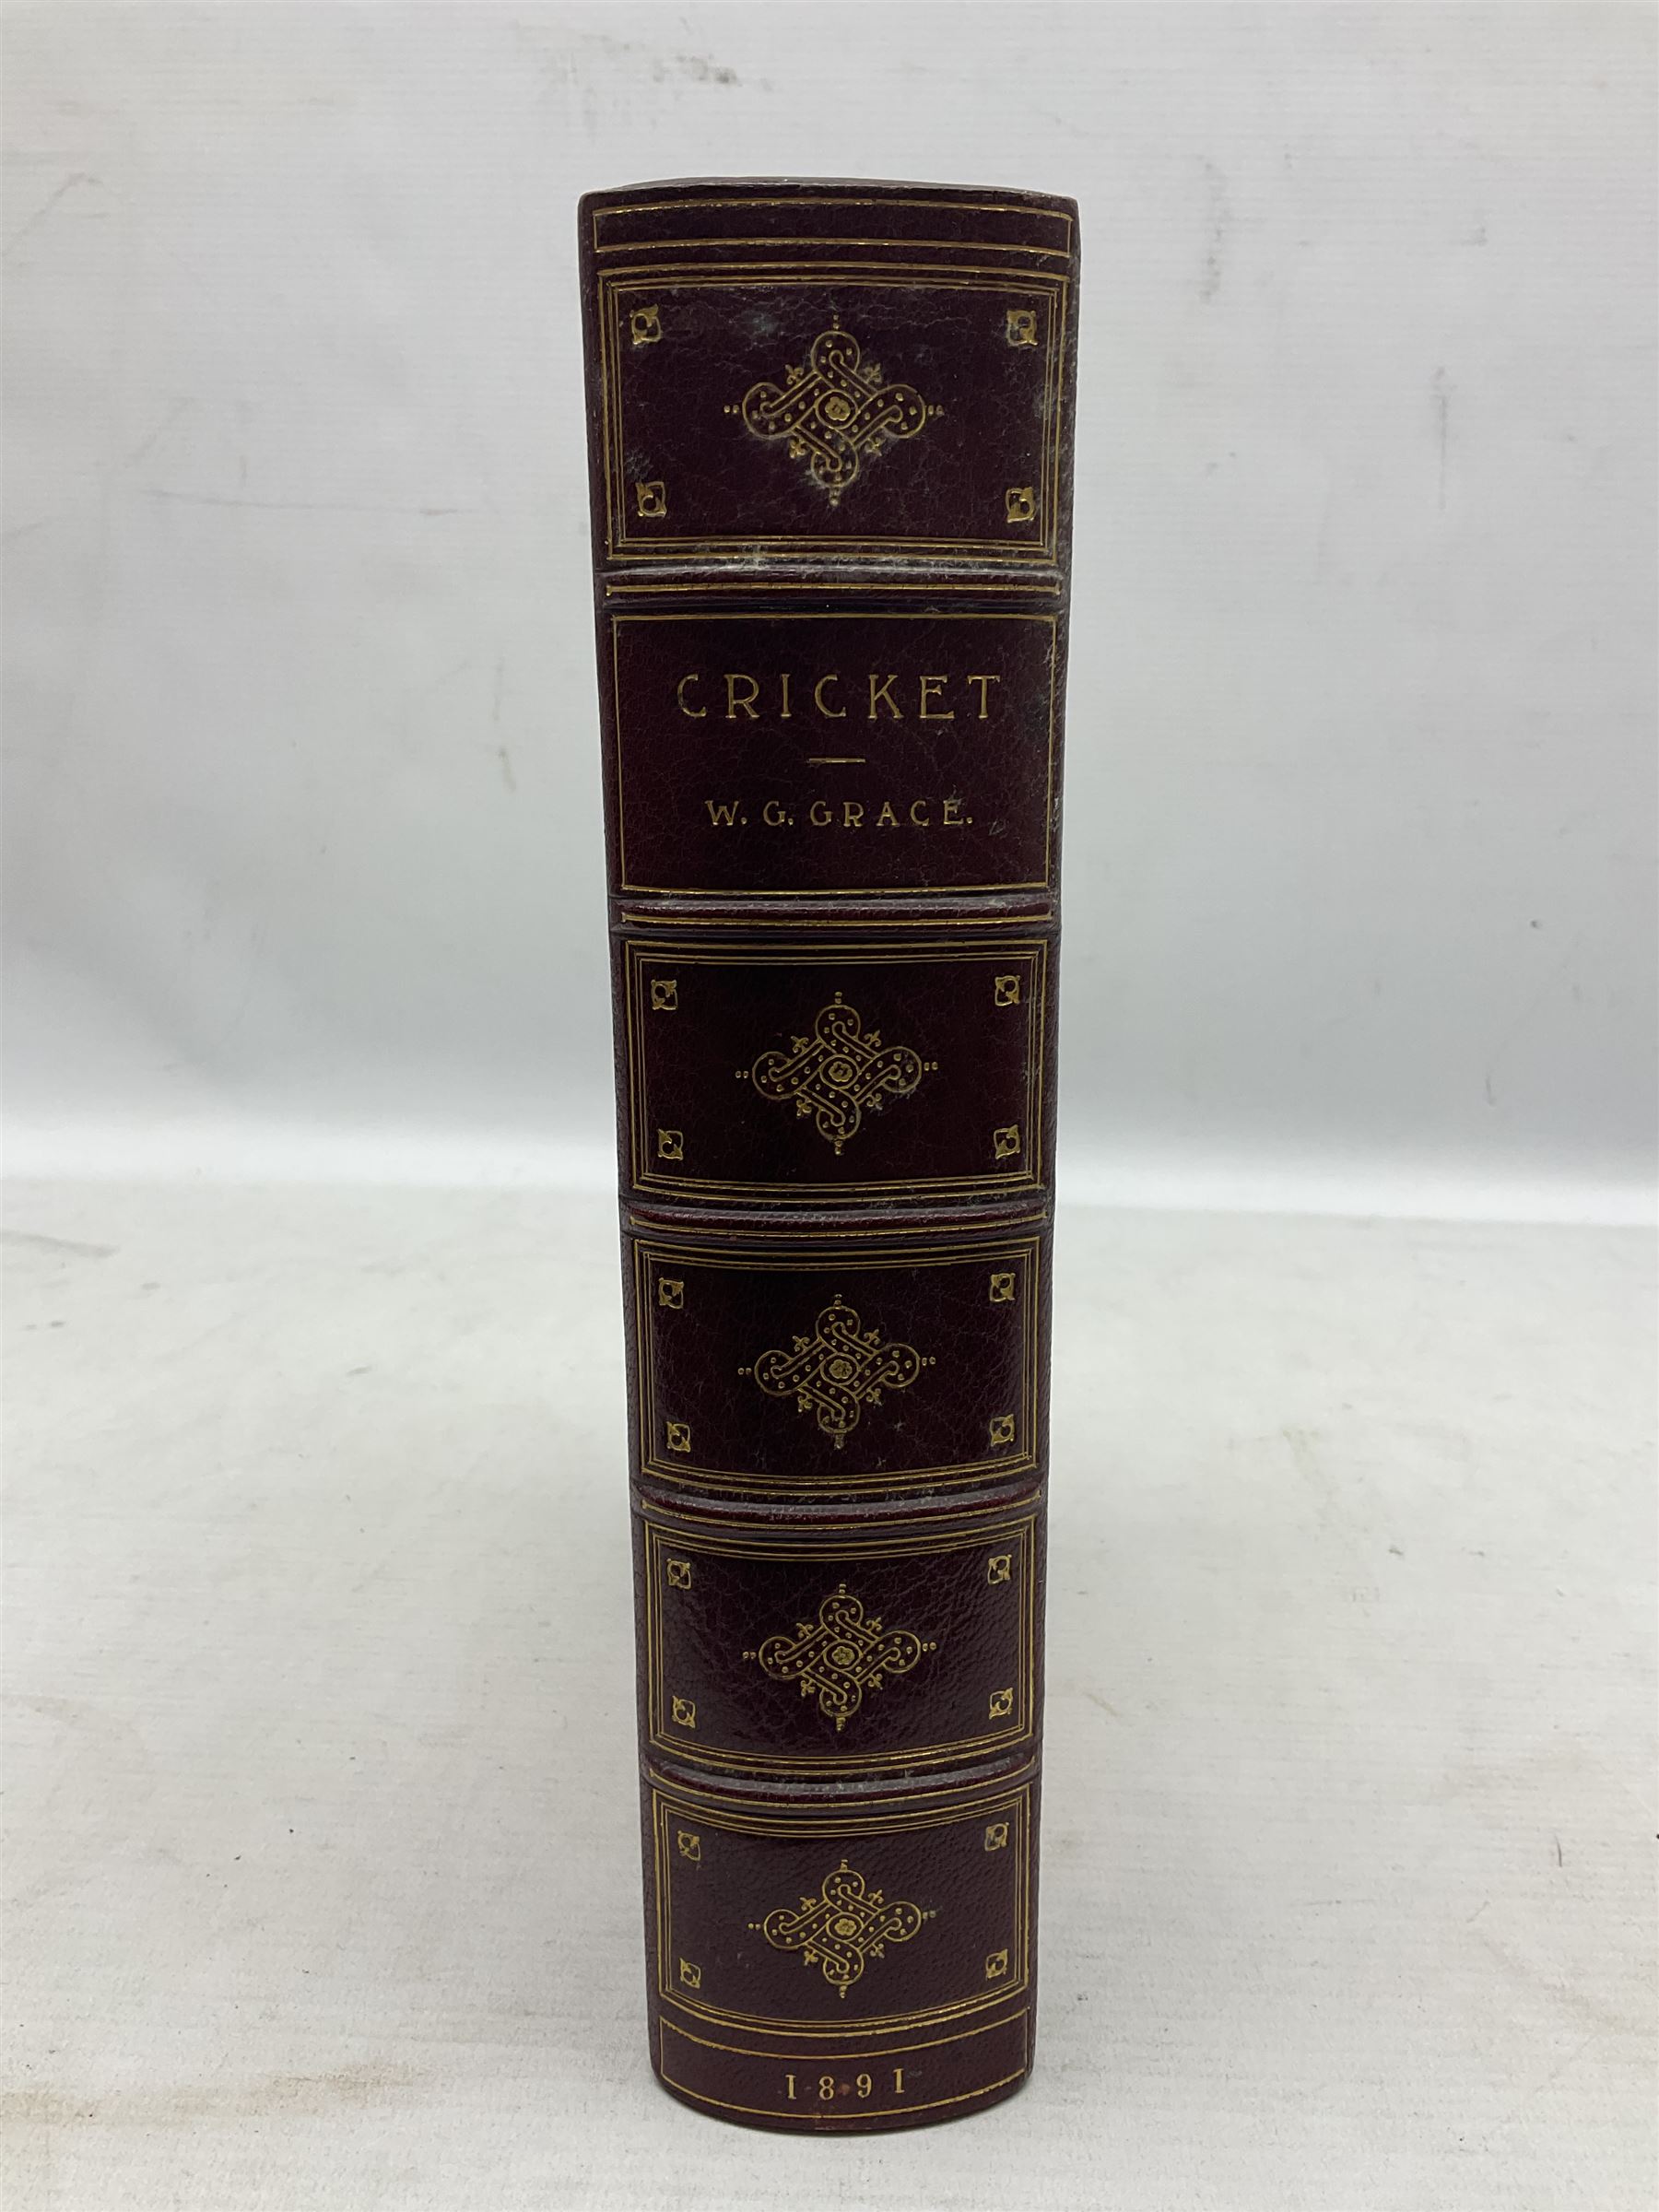 CRICKET
W. G. GRACE.
1891